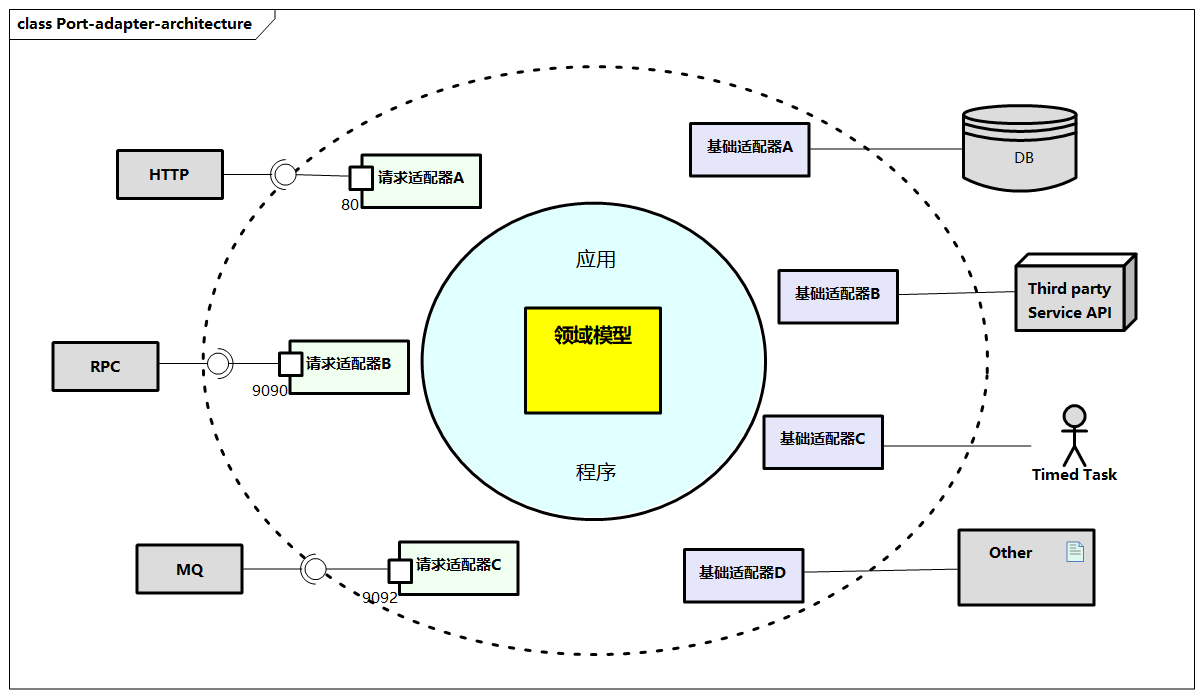 class Port-adapter-architecture
HTTP
80
请求适配器A
基础适配器A
DB
应用
领域模型
程序
RPC
9090
请求适配器B
基础适配器B
Third party
Service API
基础适配器C
Timed Task
MQ
9092
请求适配器C
基础适配器D
Other